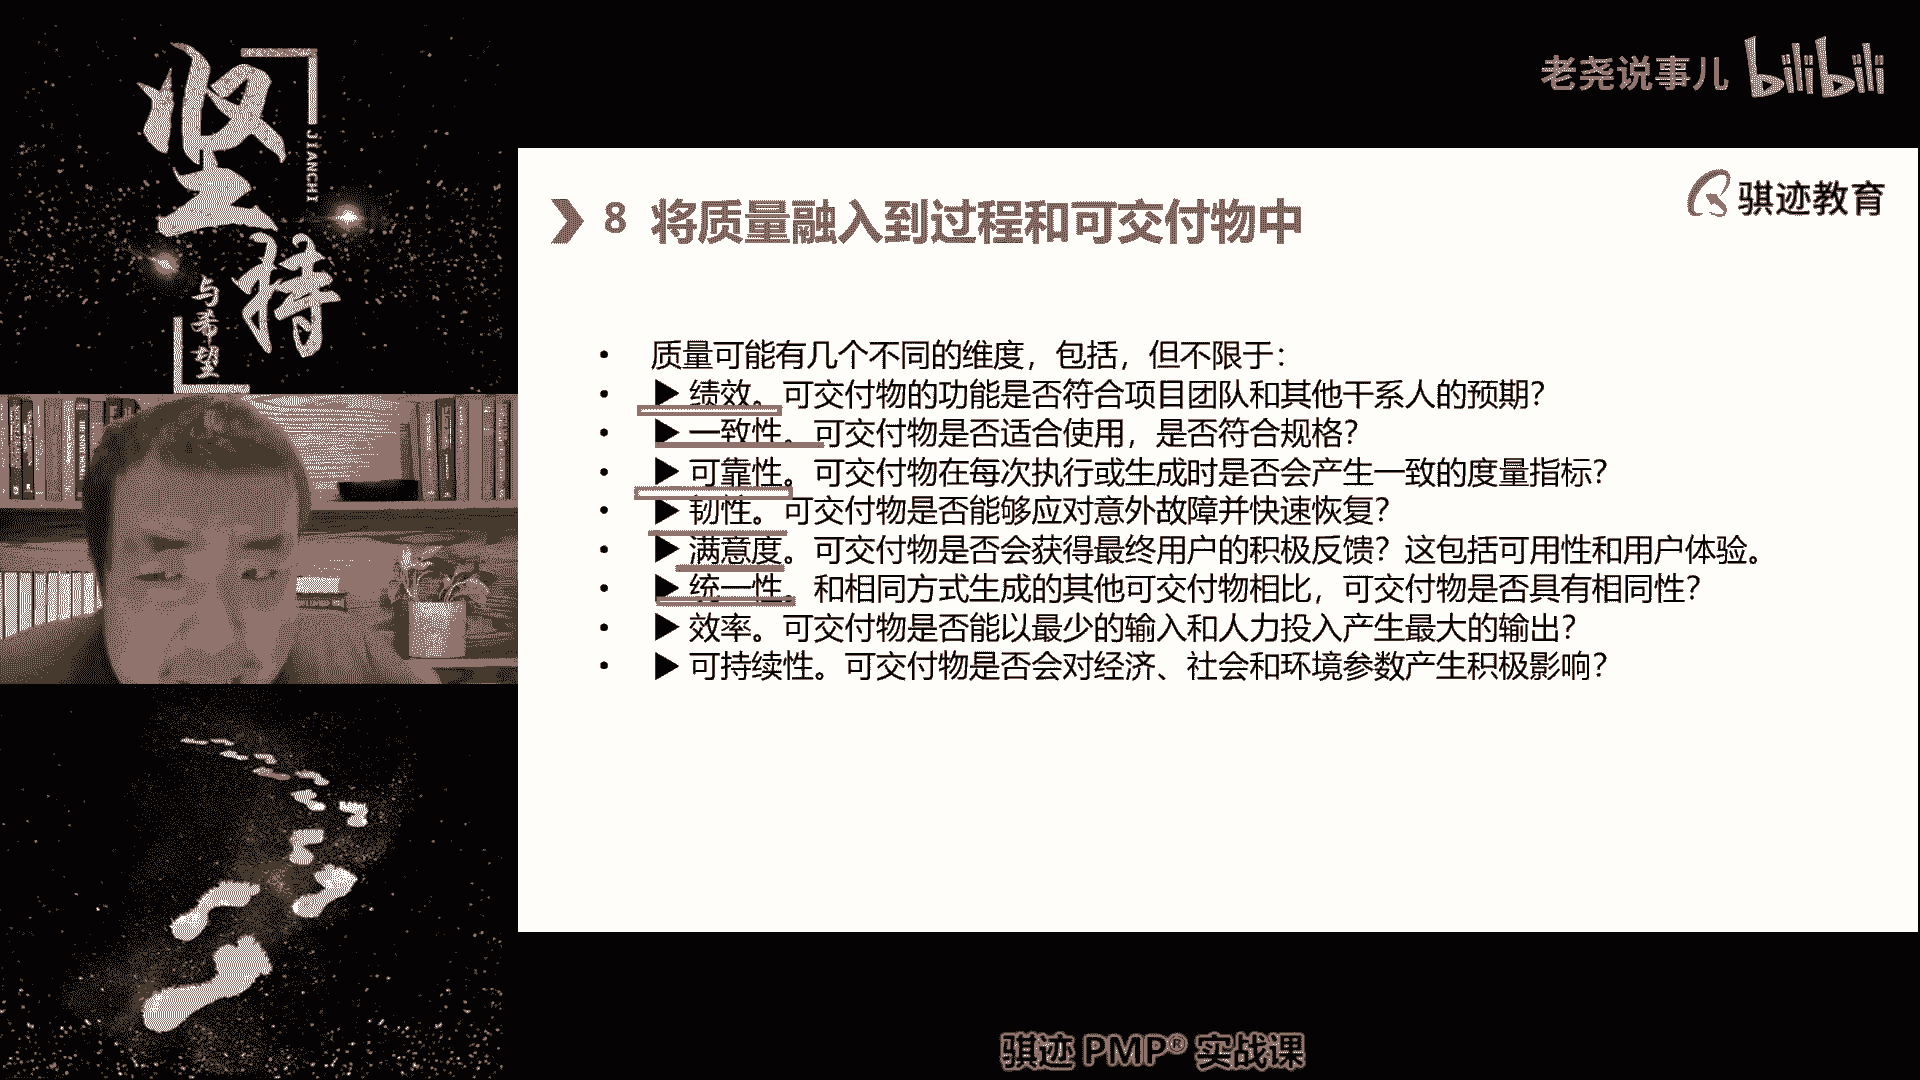 坚持
JIANCHI
与希望
老尧说事儿 bilibili
骐迹教育
8 将质量融入到过程和可交付物中
• 质量可能有几个不同的维度，包括，但不限于：
• ▶ 绩效。可交付物的功能是否符合项目团队和其他干系人的预期？
• ▶ 一致性。可交付物是否适合使用，是否符合规格？
• ▶ 可靠性。可交付物在每次执行或生成时是否会产生一致的度量指标？
• ▶ 韧性。可交付物是否能够应对意外故障并快速恢复？
• ▶ 满意度。可交付物是否会获得最终用户的积极反馈？这包括可用性和用户体验。
• ▶ 统一性。和相同方式生成的其他可交付物相比，可交付物是否具有相同性？
• ▶ 效率。可交付物是否能以最少的输入和人力投入产生最大的输出？
• ▶ 可持续性。可交付物是否会对经济、社会和环境参数产生积极影响？
骐迹 PMP® 实战课